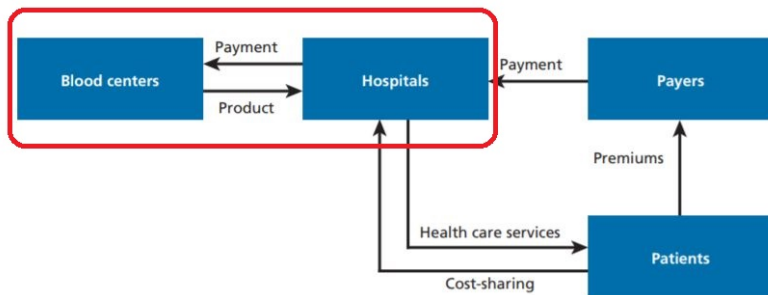 Blood centers
Payment
Product
Hospitals
Payment
Payers
Premiums
Health care services
Cost-sharing
Patients